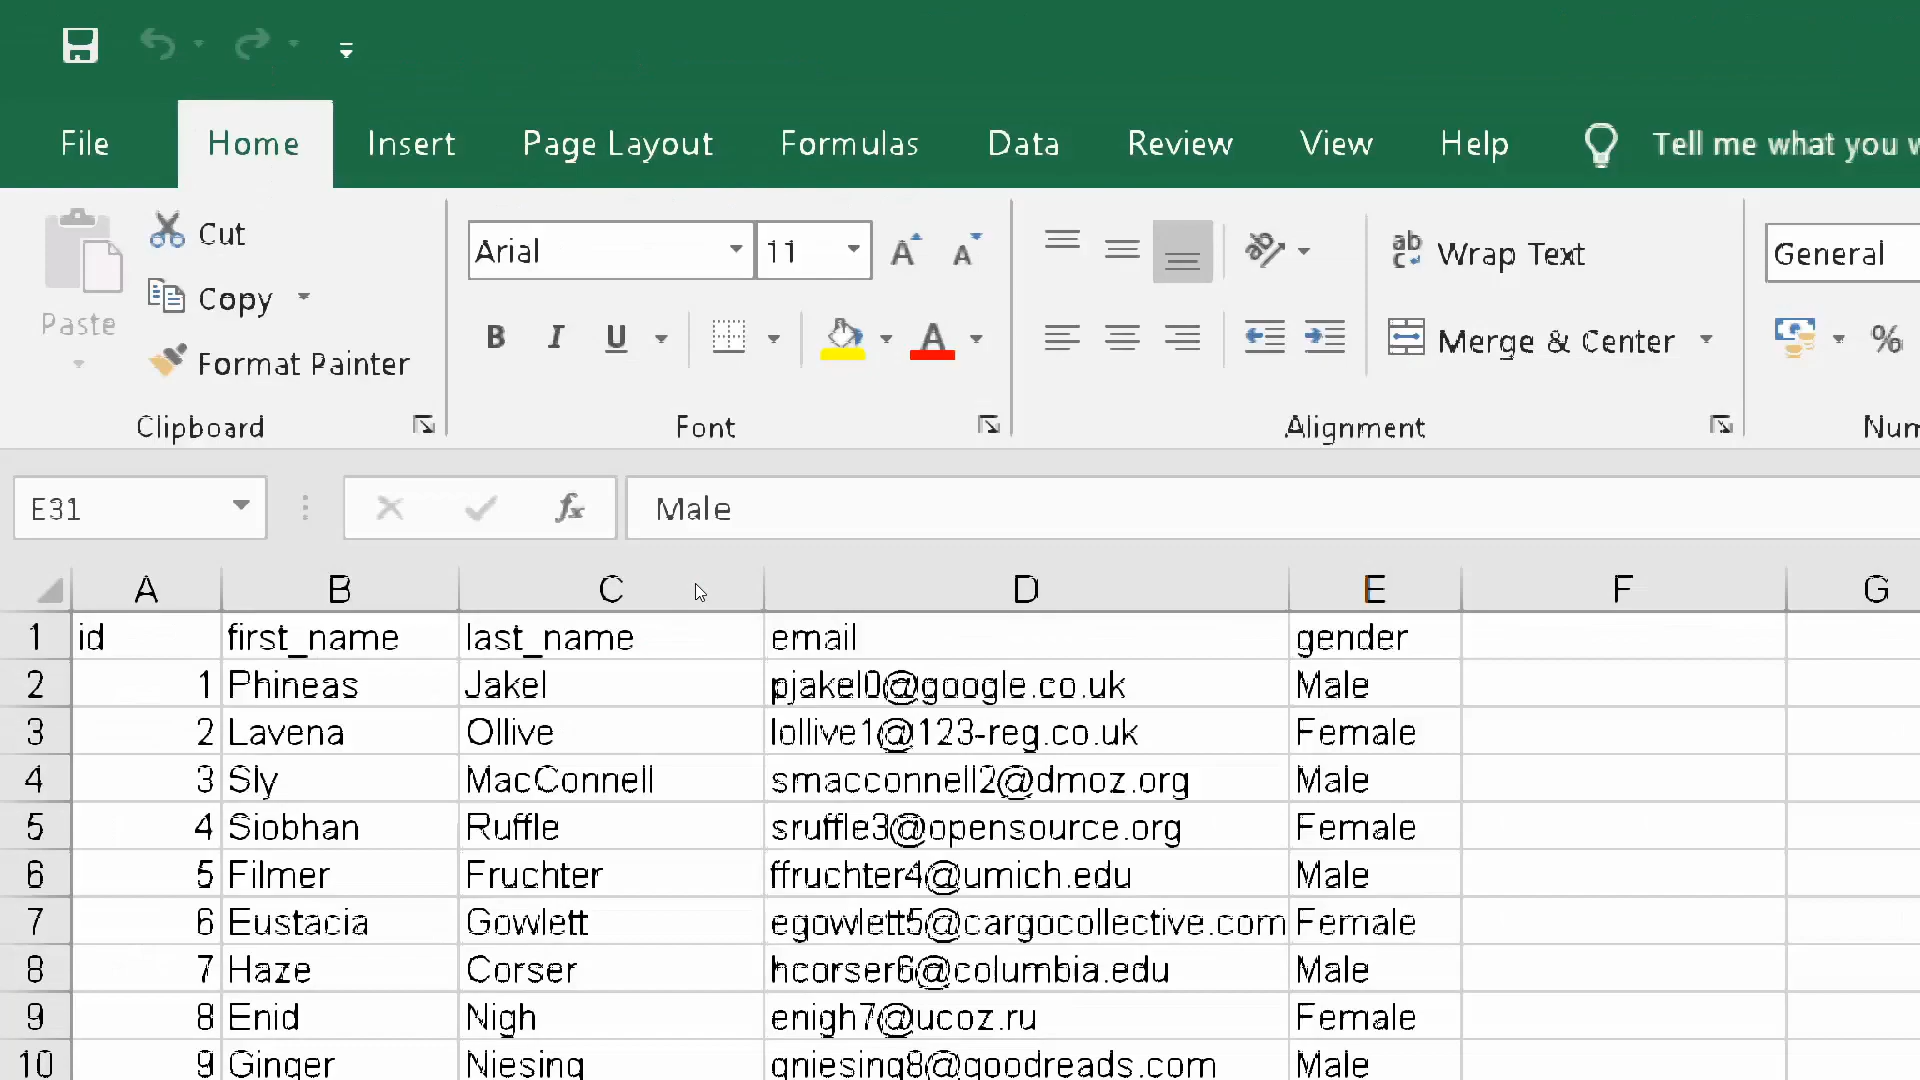 File Home Insert Page Layout Formulas Data Review View Help Tell me what you
Paste Cut
Copy
Format Painter
Clipboard
Arial 11
B I U A
Font
Wrap Text
Merge & Center
Alignment
General
%
E31 fx Male
A B C D E F G
1 id first_name last_name email gender
2 1 Phineas Jakel pjakel0@google.co.uk Male
3 2 Lavena Ollive lollive1@123-reg.co.uk Female
4 3 Sly MacConnell smacconnell2@dmoz.org Male
5 4 Siobhan Ruffle sruffle3@opensource.org Female
6 5 Filmer Fruchter ffruchter4@umich.edu Male
7 6 Eustacia Gowlett egowlett5@cargocollective.com Female
8 7 Haze Corser hcorser6@columbia.edu Male
9 8 Enid Nigh enigh7@ucoz.ru Female
10 9 Ginger Niesing gniesing8@goodreads.com Male